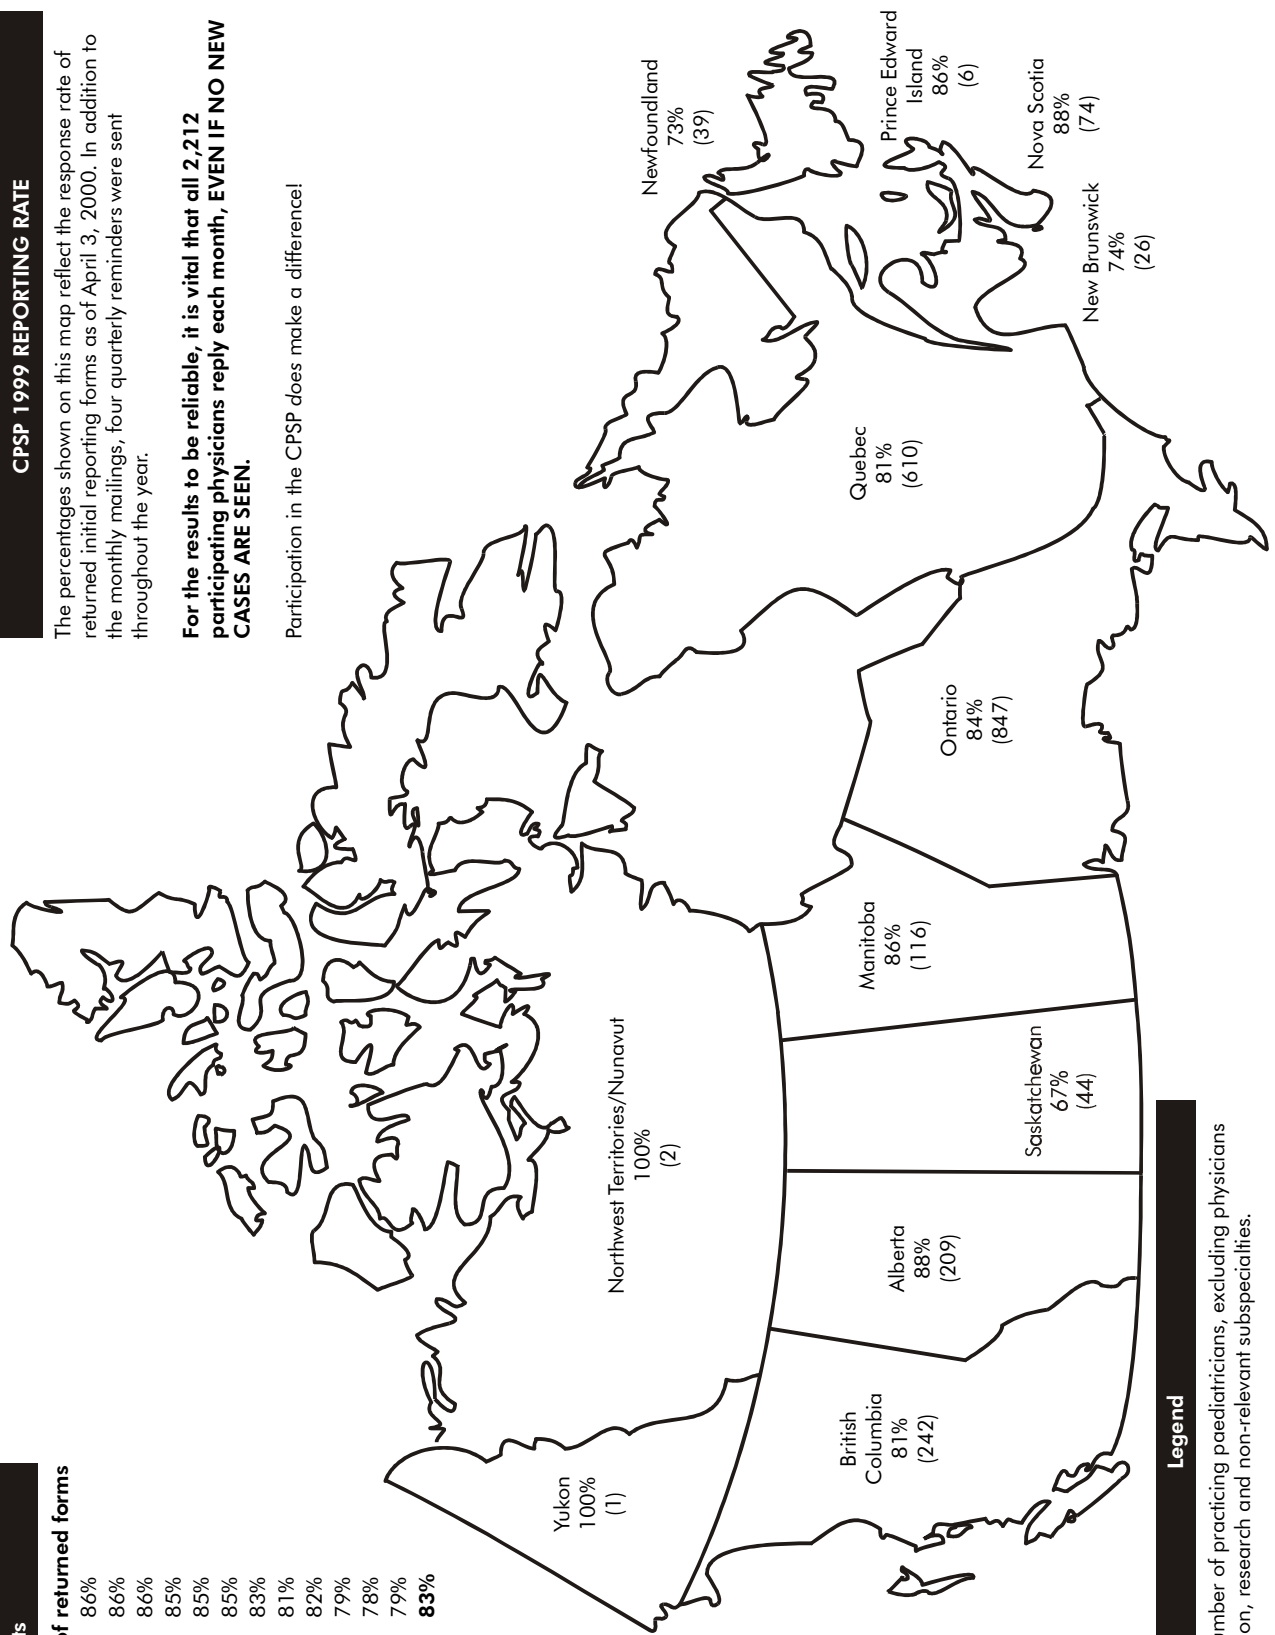 ts
of returned forms
86%
86%
86%
85%
85%
85%
83%
81%
82%
79%
78%
79%
83%
CPSP 1999 REPORTING RATE
The percentages shown on this map reflect the response rate of
returned initial reporting forms as of April 3, 2000. In addition to
the monthly mailings, four quarterly reminders were sent
throughout the year.
For the results to be reliable, it is vital that all 2,212
participating physicians reply each month, EVEN IF NO NEW
CASES ARE SEEN.
Participation in the CPSP does make a difference!
Yukon
100%
(1)
Northwest Territories/Nunavut
100%
(2)
British
Columbia
81%
(242)
Alberta
88%
(209)
Saskatchewan
67%
(44)
Manitoba
86%
(116)
Ontario
84%
(847)
Quebec
81%
(610)
Newfoundland
73%
(39)
Prince Edward
Island
86%
(6)
Nova Scotia
88%
(74)
New Brunswick
74%
(26)
Legend
mber of practicing paediatricians, excluding physicians
on, research and non-relevant subspecialties.